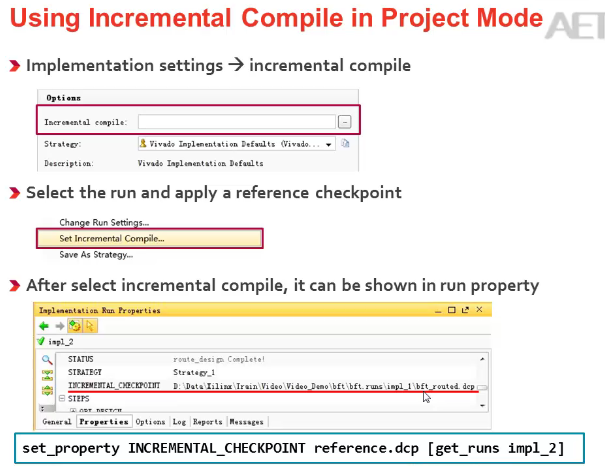 Using Incremental Compile in Project Mode
AET
Implementation settings → incremental compile
Options
Incremental compile:
...
Strategy: Vivado Implementation Defaults (Vivado...
Description: Vivado Implementation Defaults
Select the run and apply a reference checkpoint
Change Run Settings...
Set Incremental Compile...
Save As Strategy...
After select incremental compile, it can be shown in run property
Implementation Run Properties
impl_2
STATUS route_design Complete!
STRATEGY Strategy_1
INCREMENTAL_CHECKPOINT D:\Data\Xilinx\Train\Video\Video_Demo\bft\bft.runs\impl_1\bft_routed.dcp
STEPS
OPT_DESIGN
General Properties Options Log Reports Messages
set_property INCREMENTAL_CHECKPOINT reference.dcp [get_runs impl_2]